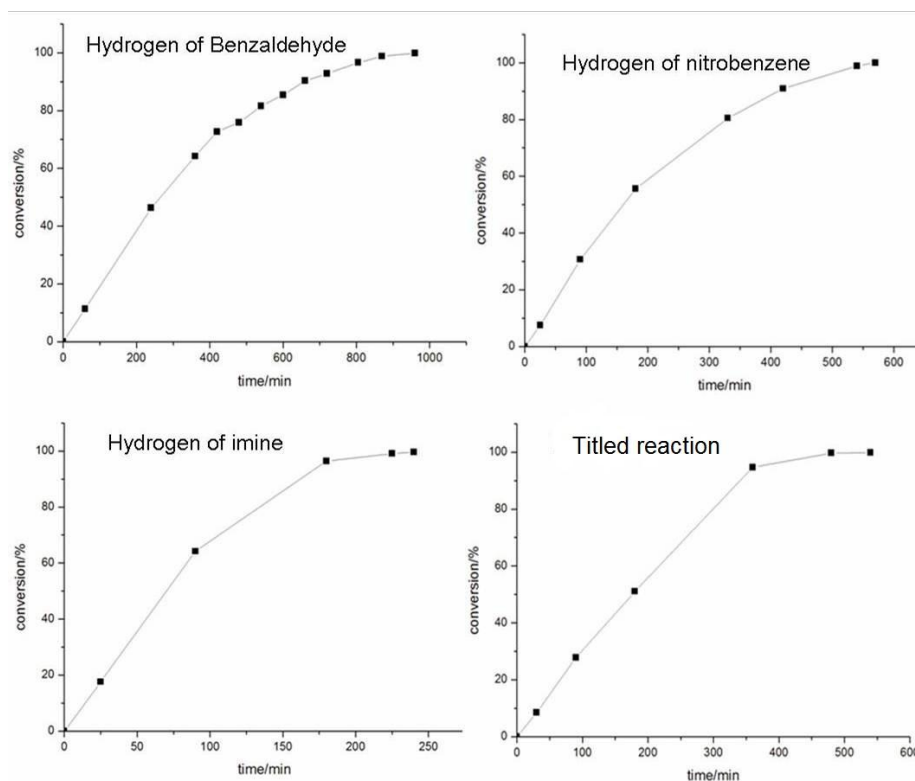 Hydrogen of Benzaldehyde
conversion/%
100
80
60
40
20
0
0 200 400 600 800 1000
time/min
Hydrogen of nitrobenzene
conversion/%
100
80
60
40
20
0
0 100 200 300 400 500 600
time/min
Hydrogen of imine
conversion/%
100
80
60
40
20
0
0 50 100 150 200 250
time/min
Titled reaction
conversion/%
100
80
60
40
20
0
0 100 200 300 400 500 600
time/min